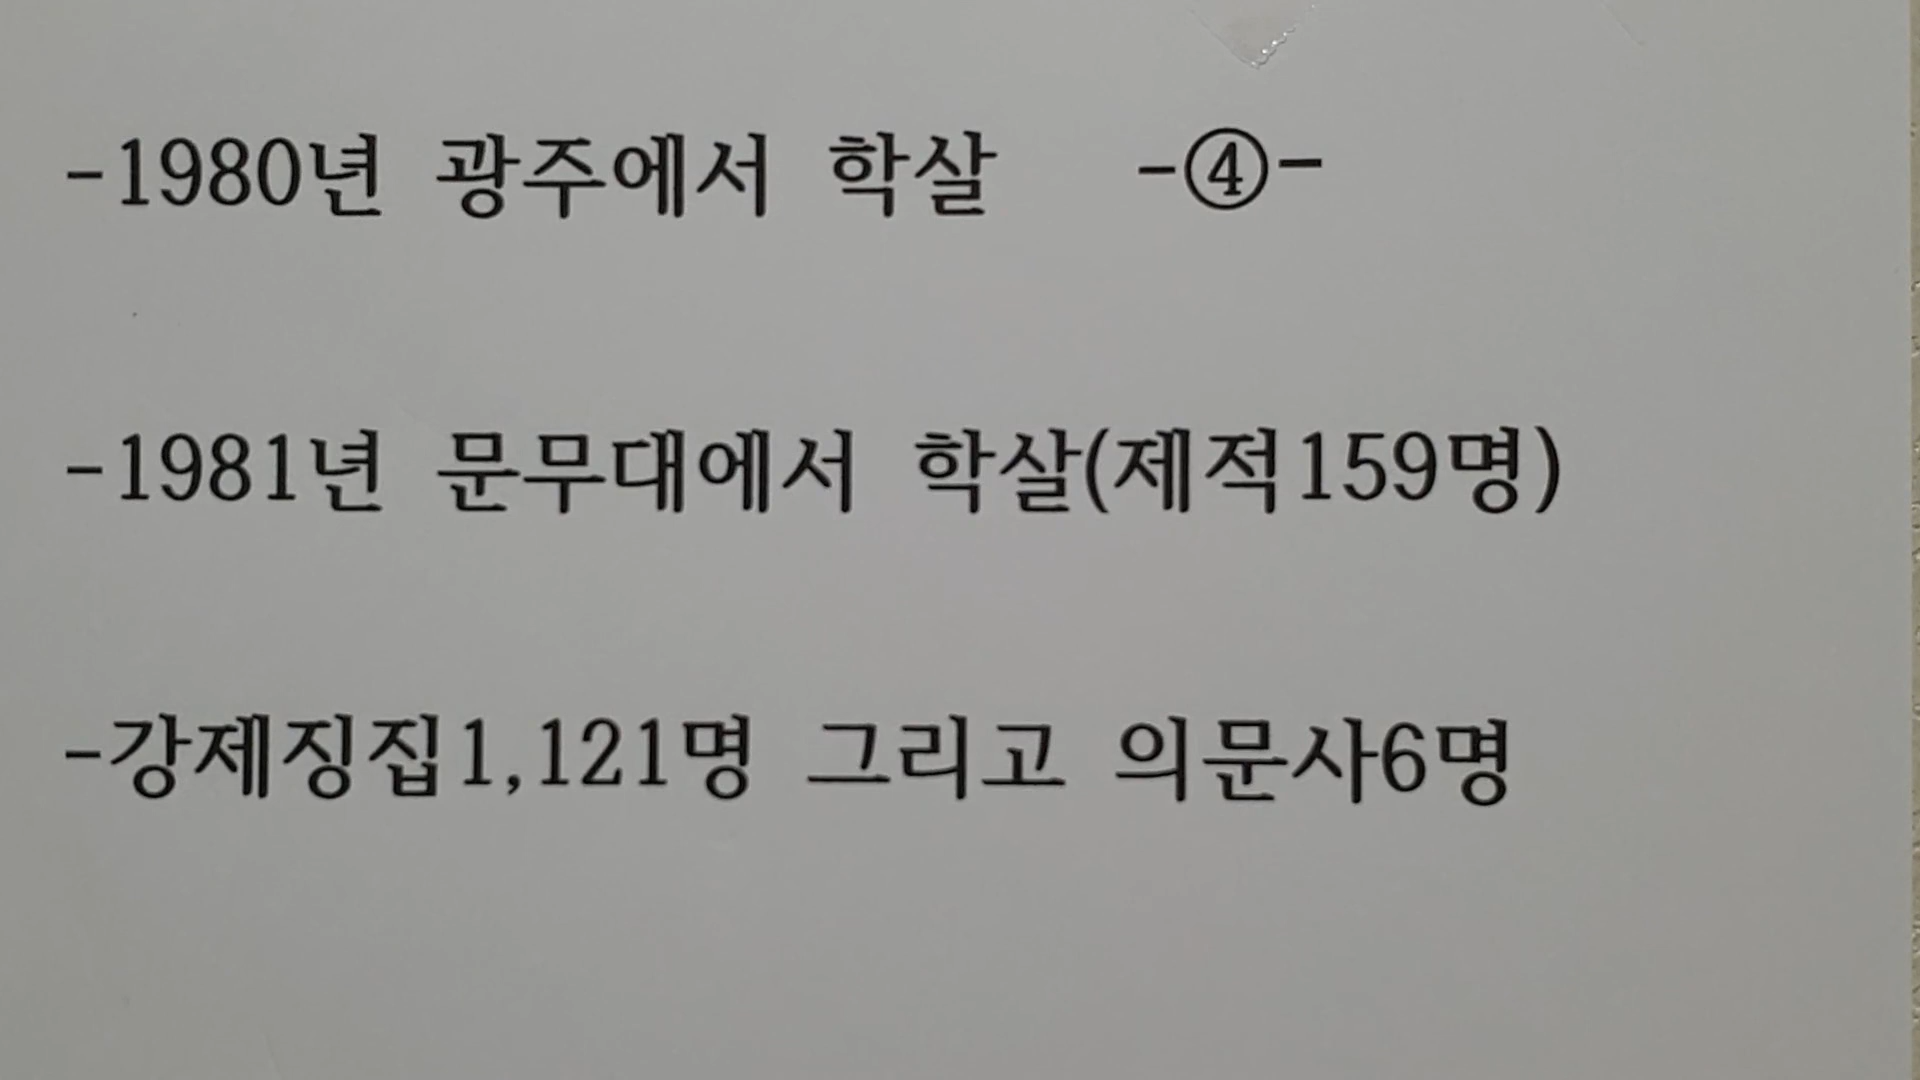 -1980년 광주에서 학살 -④-
-1981년 문무대에서 학살(제적159명)
-강제징집1,121명 그리고 의문사6명